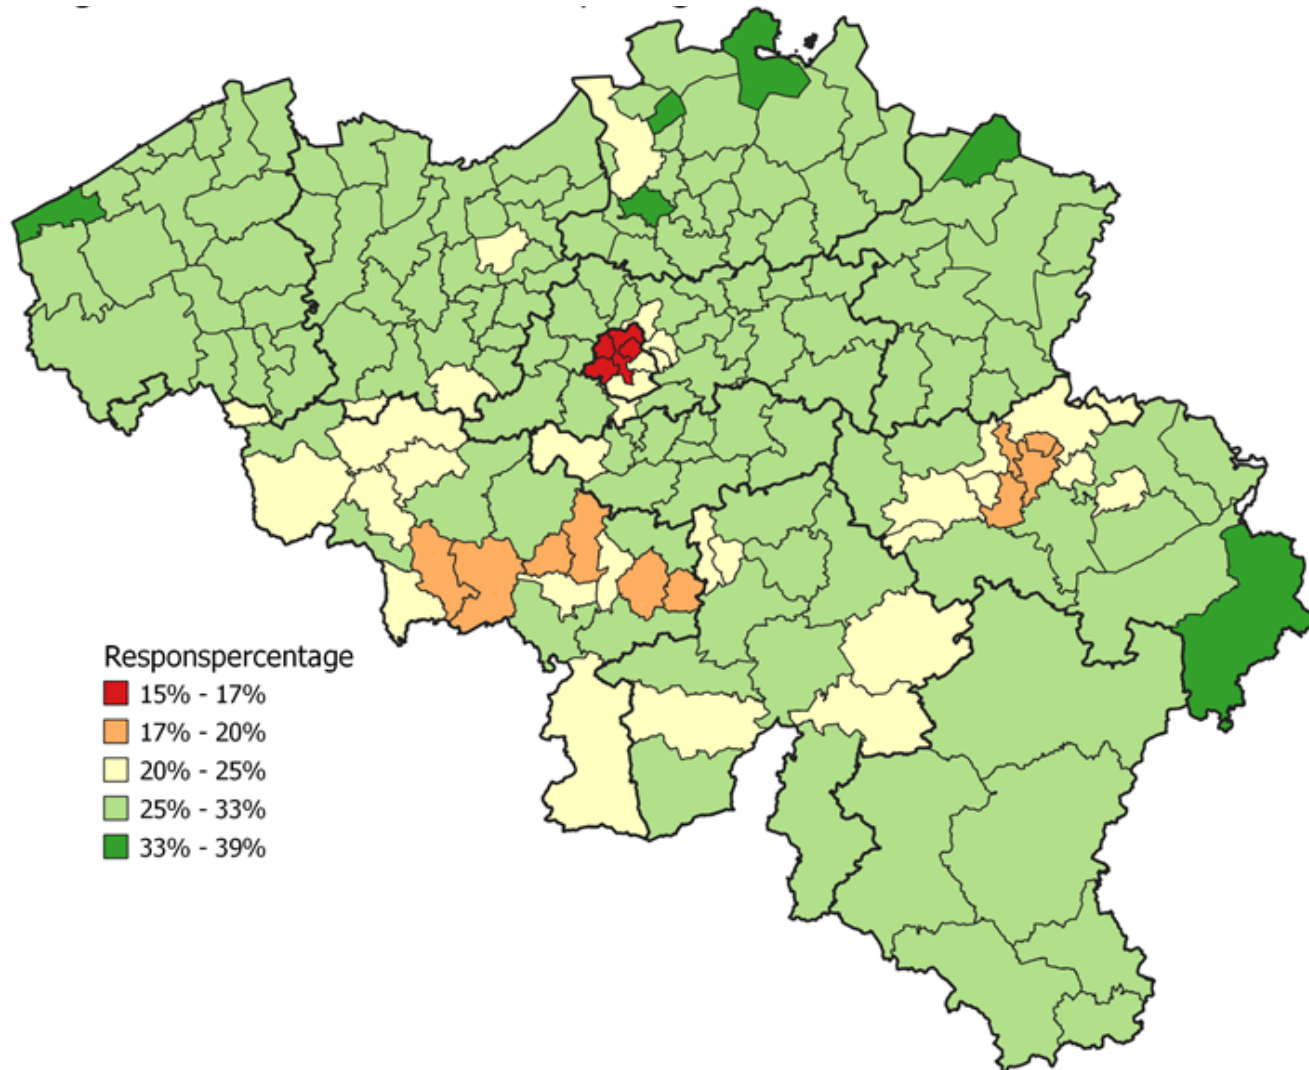 Responspercentage
15% - 17%
17% - 20%
20% - 25%
25% - 33%
33% - 39%